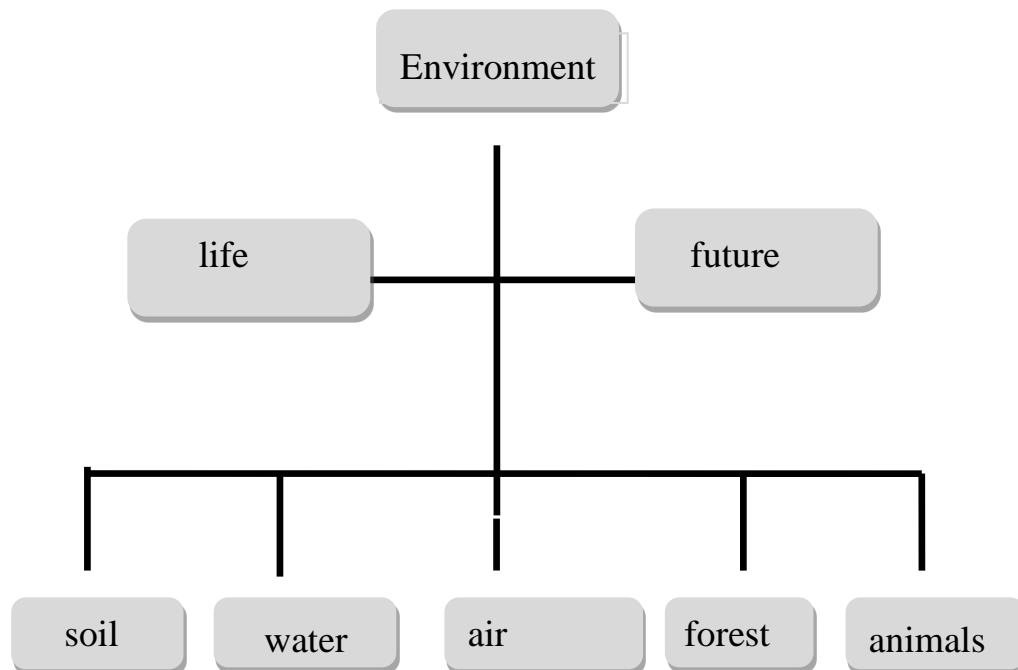 Environment
life
future
soil
water
air
forest
animals